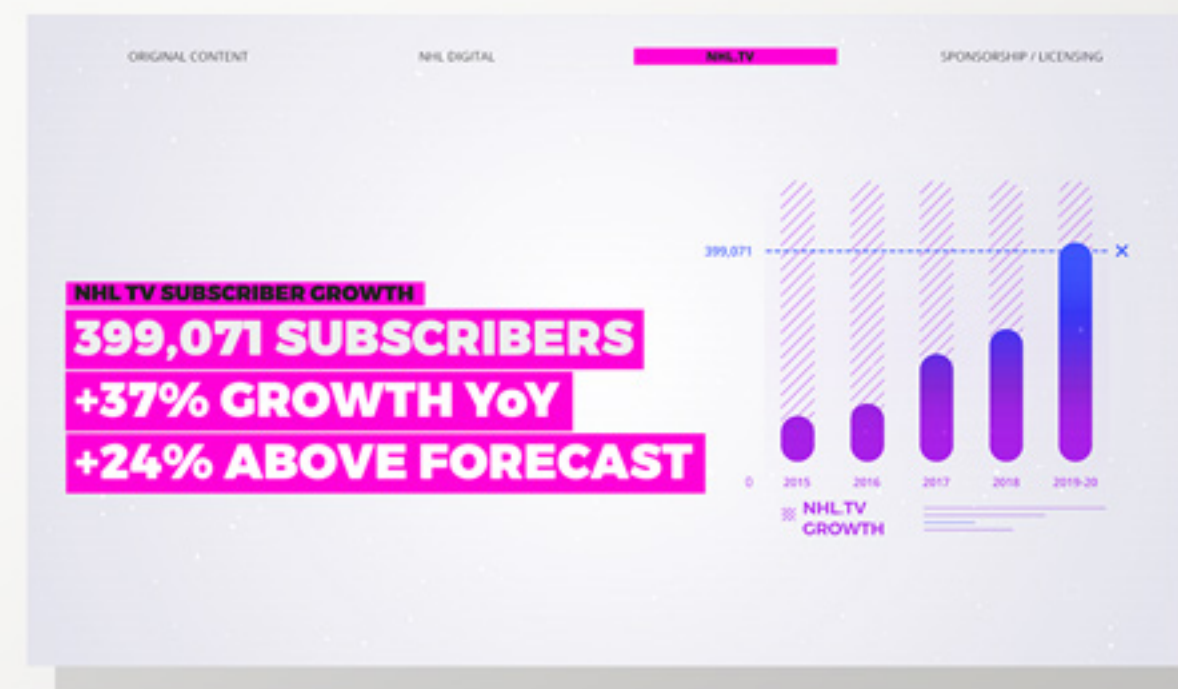 ORIGINAL CONTENT NHL DIGITAL NHL.TV SPONSORSHIP / LICENSING
NHL TV SUBSCRIBER GROWTH
399,071 SUBSCRIBERS
+37% GROWTH YoY
+24% ABOVE FORECAST
399,071
0 2015 2016 2017 2018 2019-20
NHL.TV
GROWTH